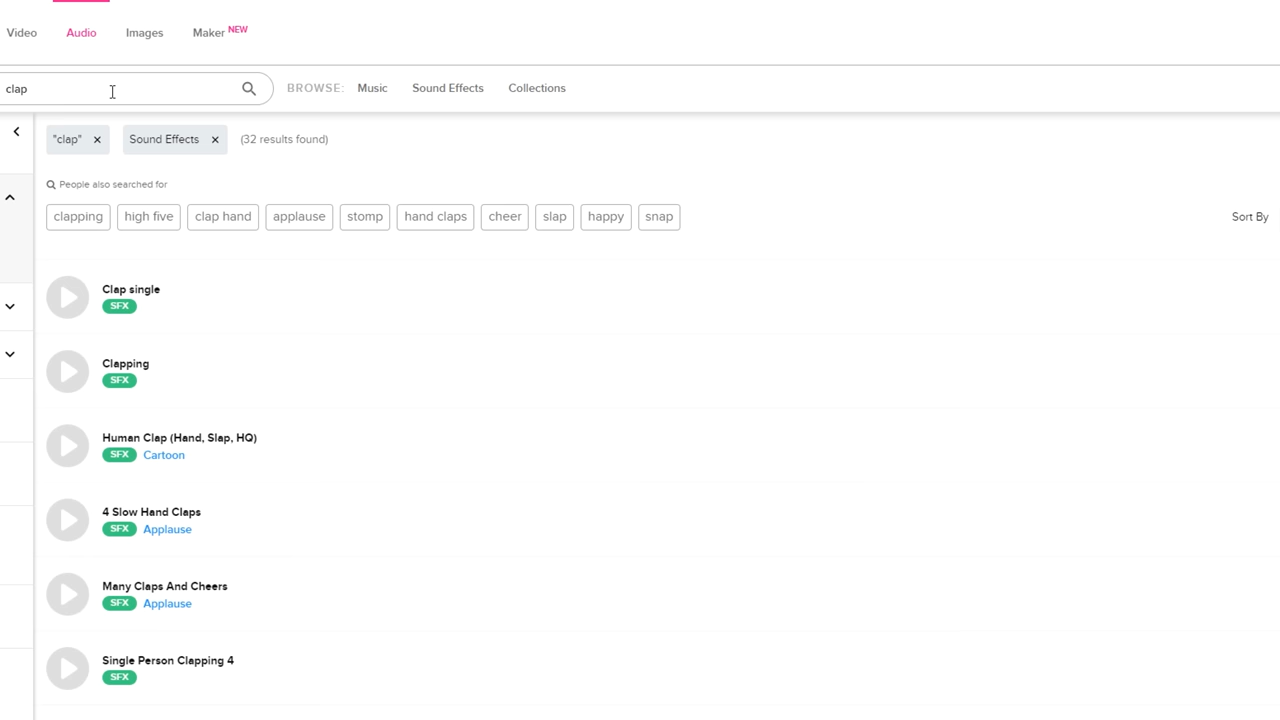 Video Audio Images Maker NEW
clap BROWSE: Music Sound Effects Collections
"clap" × Sound Effects × (32 results found)
People also searched for
clapping high five clap hand applause stomp hand claps cheer slap happy snap Sort By
Clap single
SFX
Clapping
SFX
Human Clap (Hand, Slap, HQ)
SFX Cartoon
4 Slow Hand Claps
SFX Applause
Many Claps And Cheers
SFX Applause
Single Person Clapping 4
SFX